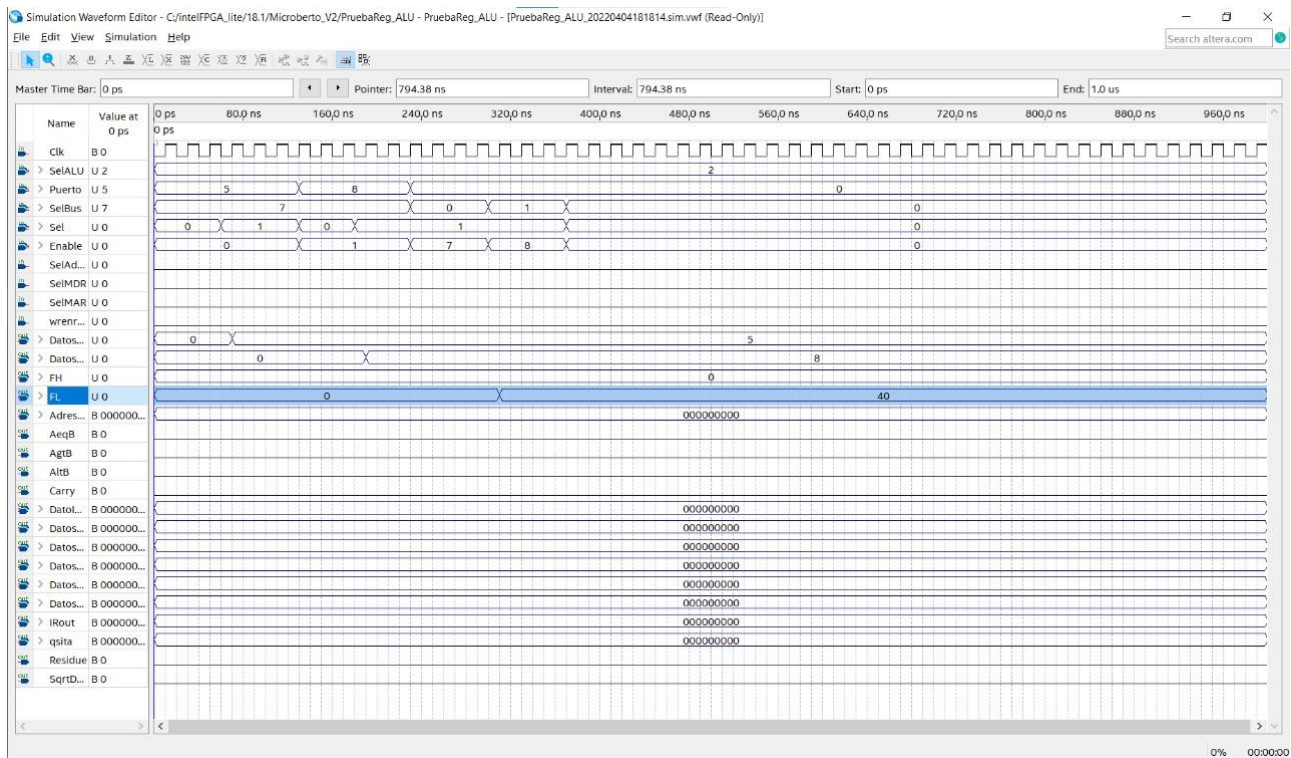 Simulation Waveform Editor - C:/intelFPGA_lite/18.1/Microberto_V2/PruebaReg_ALU - PruebaReg_ALU - [PruebaReg_ALU_20220404181814.sim.vwf (Read-Only)]
File Edit View Simulation Help
Search altera.com
Master Time Bar: 0 ps Pointer: 794.38 ns Interval: 794.38 ns Start: 0 ps End: 1.0 us
Name Value at 0 ps 0 ps 80,0 ns 160,0 ns 240,0 ns 320,0 ns 400,0 ns 480,0 ns 560,0 ns 640,0 ns 720,0 ns 800,0 ns 880,0 ns 960,0 ns
0 ps
Clk B 0
SelALU U 2 2
Puerto U 5 5 8 0
SelBus U 7 7 0 1 0
Sel U 0 0 1 0 1 0
Enable U 0 0 1 7 8 0
SelAd... U 0
SelMDR U 0
SelMAR U 0
wrenr... U 0
Datos... U 0 0 5
Datos... U 0 0 8
FH U 0 0
FL U 0 0 40
Adres... B 000000... 000000000
AeqB B 0
AgtB B 0
AltB B 0
Carry B 0
DatoI... B 000000... 000000000
Datos... B 000000... 000000000
Datos... B 000000... 000000000
Datos... B 000000... 000000000
Datos... B 000000... 000000000
Datos... B 000000... 000000000
IRout B 000000... 000000000
qsita B 000000... 000000000
Residue B 0
SqrtD... B 0
0% 00:00:00